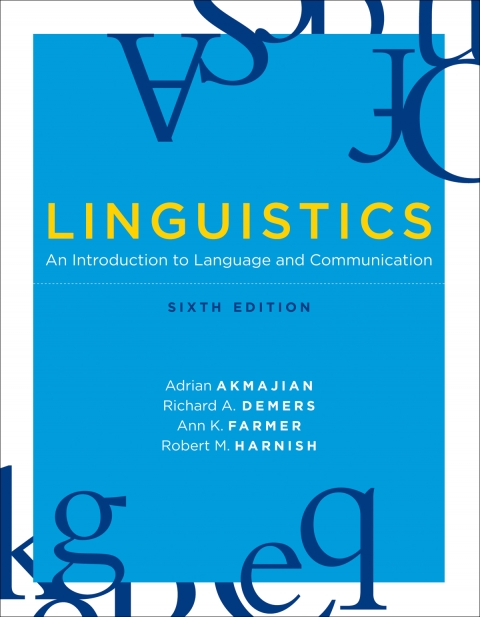 LINGUISTICS
An Introduction to Language and Communication
SIXTH EDITION
Adrian AKMAJIAN
Richard A. DEMERS
Ann K. FARMER
Robert M. HARNISH